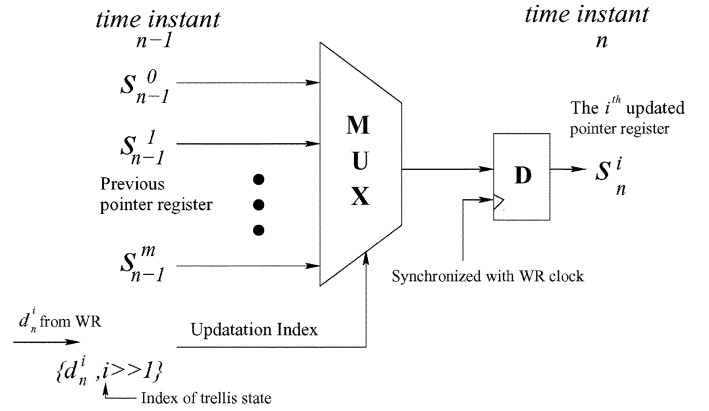 time instant
n−1
time instant
n
S 0 n−1
S 1 n−1
Previous
pointer register
S m n−1
M
U
X
D
The i th updated
pointer register
S i n
Synchronized with WR clock
d i n from WR
Updatation Index
{d i n ,i>>1}
Index of trellis state